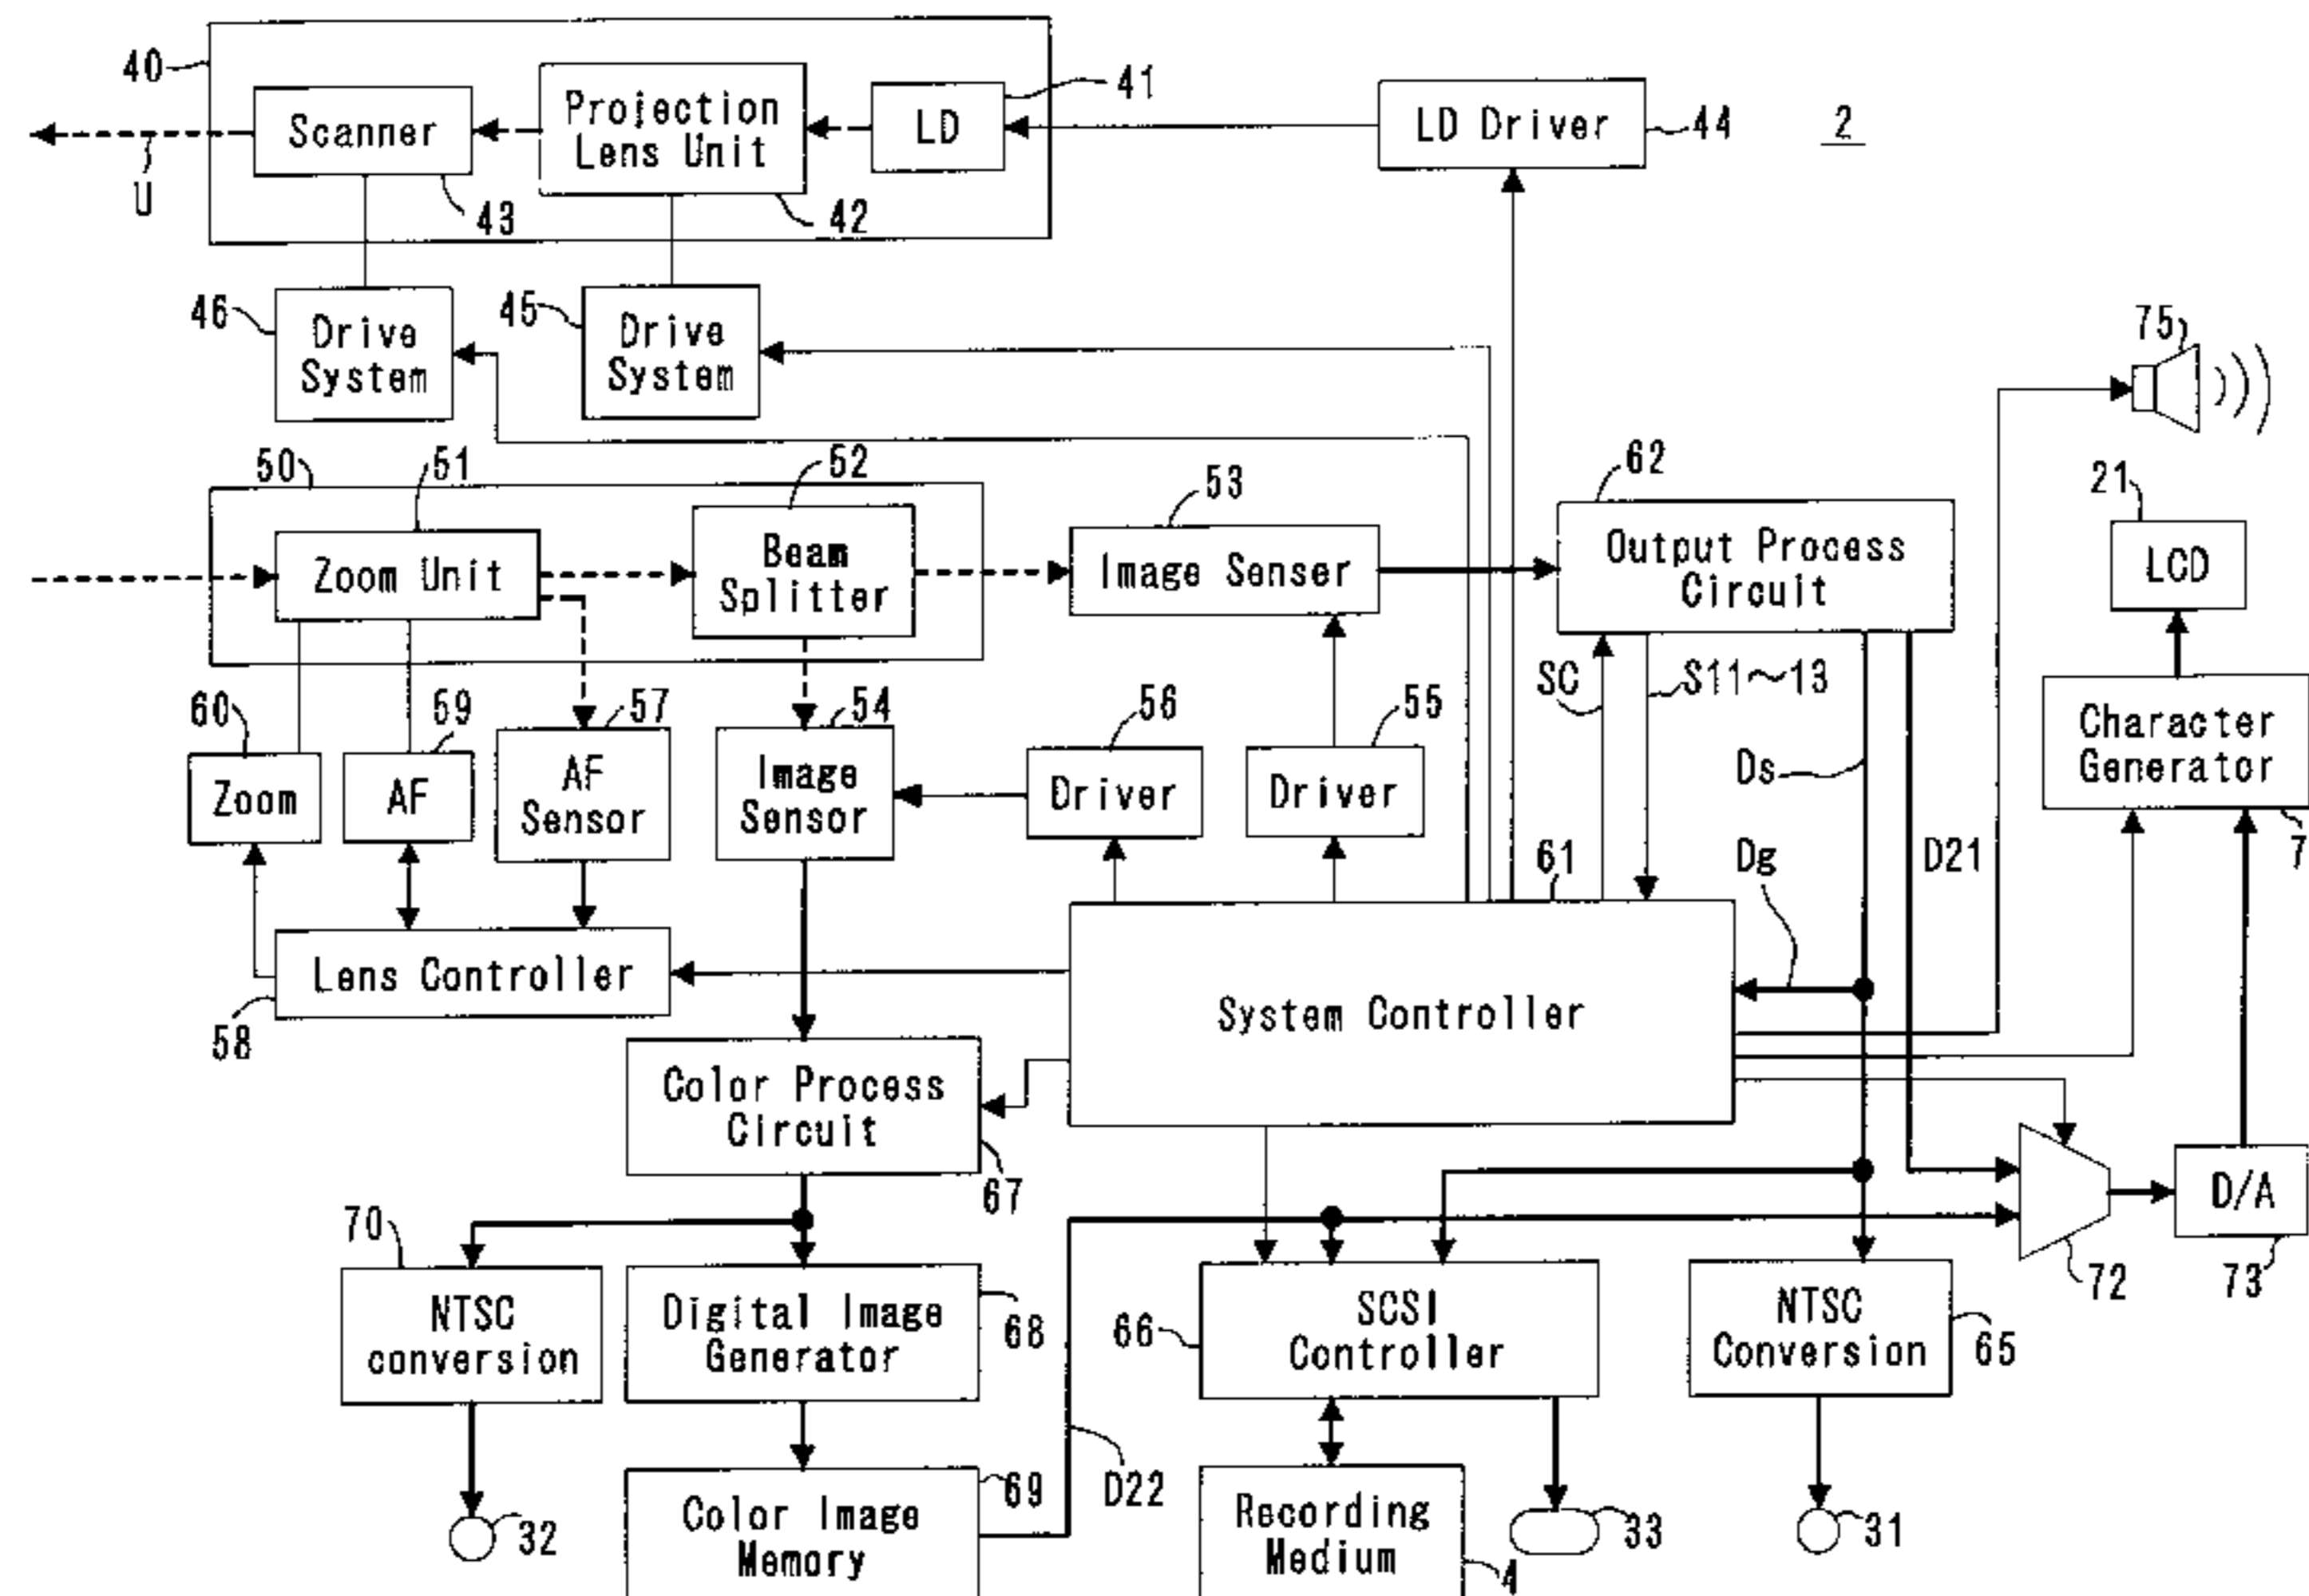 40
Scanner
Projection
Lens Unit
LD
41
LD Driver
44
2
U
43
42
46
Drive
System
45
Drive
System
75
50
51
52
53
62
21
Zoom Unit
Beam
Splitter
Image Senser
Output Process
Circuit
LCD
60
59
57
54
56
55
SC
S11～13
Zoom
AF
AF
Sensor
Image
Sensor
Driver
Driver
Ds
Character
Generator
7
61
Dg
D21
Lens Controller
58
System Controller
Color Process
Circuit
67
70
NTSC
conversion
Digital Image
Generator
68
66
SCSI
Controller
NTSC
Conversion
65
72
D/A
73
32
Color Image
Memory
69
D22
Recording
Medium
4
33
31